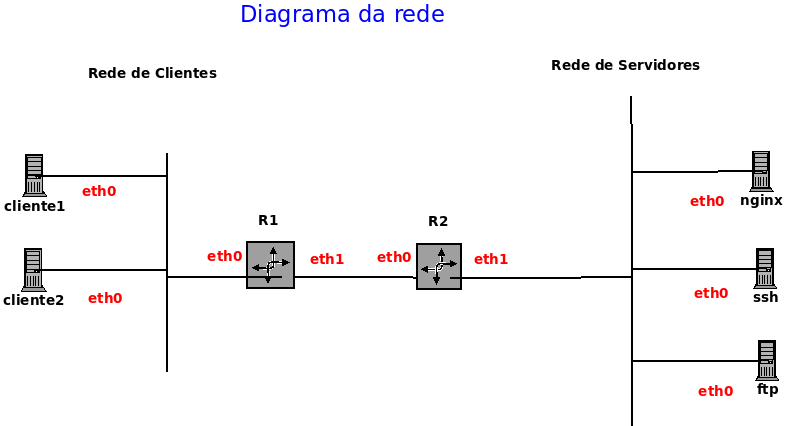 Diagrama da rede
Rede de Clientes
Rede de Servidores
cliente1
eth0
cliente2
eth0
R1
eth0
eth1
R2
eth0
eth1
nginx
eth0
ssh
eth0
ftp
eth0